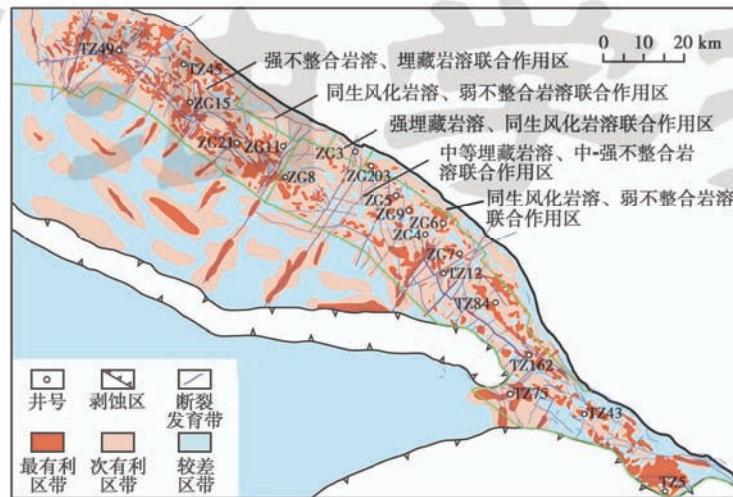 0 10 20 km
TZ49
TZ45
强不整合岩溶、埋藏岩溶联合作用区
ZG15
同生风化岩溶、弱不整合岩溶
ZG21
ZG11
ZG3
强埋藏岩溶、同生风化岩溶联合作用区
中等埋藏岩溶、中-强不整合岩
溶联合作用区
ZG203
ZG8
ZG5
同生风化岩溶、弱不整合岩溶
联合作用区
ZG9
ZG6
ZG4
ZG7
TZ12
TZ84
TZ162
TZ75
TZ43
TZ5
井号
剥蚀区
断裂
发育带
最有利
区带
次有利
区带
较差
区带